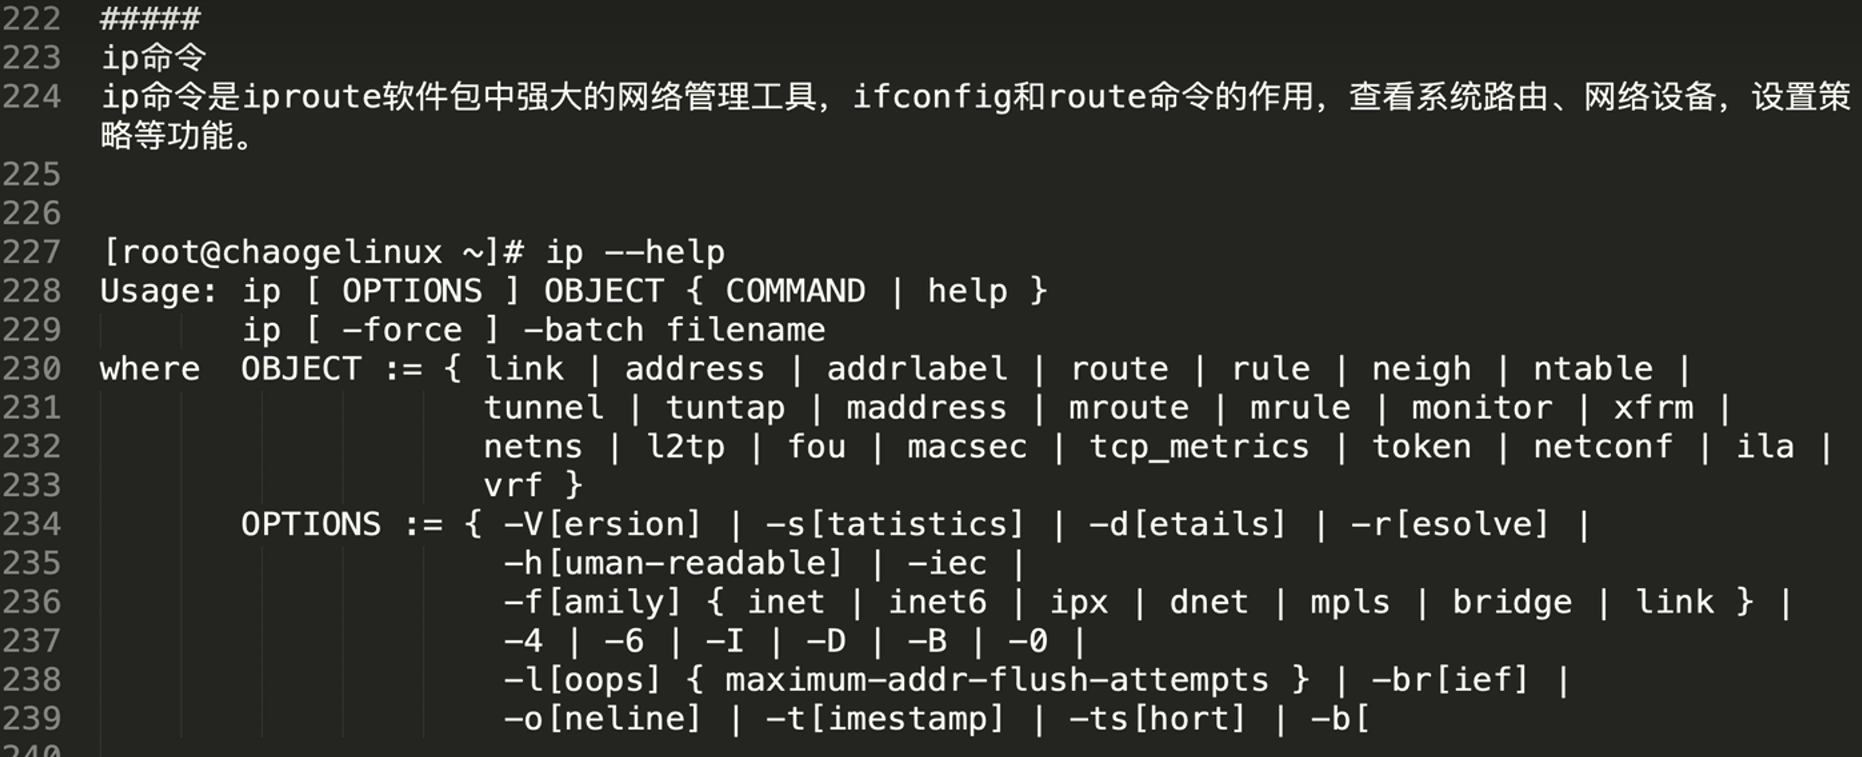 222 #####
223 ip命令
224 ip命令是iproute软件包中强大的网络管理工具，ifconfig和route命令的作用，查看系统路由、网络设备，设置策
略等功能。
225
226
227 [root@chaogelinux ~]# ip --help
228 Usage: ip [ OPTIONS ] OBJECT { COMMAND | help }
229        ip [ -force ] -batch filename
230 where  OBJECT := { link | address | addrlabel | route | rule | neigh | ntable |
231                    tunnel | tuntap | maddress | mroute | mrule | monitor | xfrm |
232                    netns | l2tp | fou | macsec | tcp_metrics | token | netconf | ila |
233                    vrf }
234        OPTIONS := { -V[ersion] | -s[tatistics] | -d[etails] | -r[esolve] |
235                     -h[uman-readable] | -iec |
236                     -f[amily] { inet | inet6 | ipx | dnet | mpls | bridge | link } |
237                     -4 | -6 | -I | -D | -B | -0 |
238                     -l[oops] { maximum-addr-flush-attempts } | -br[ief] |
239                     -o[neline] | -t[imestamp] | -ts[hort] | -b[
240